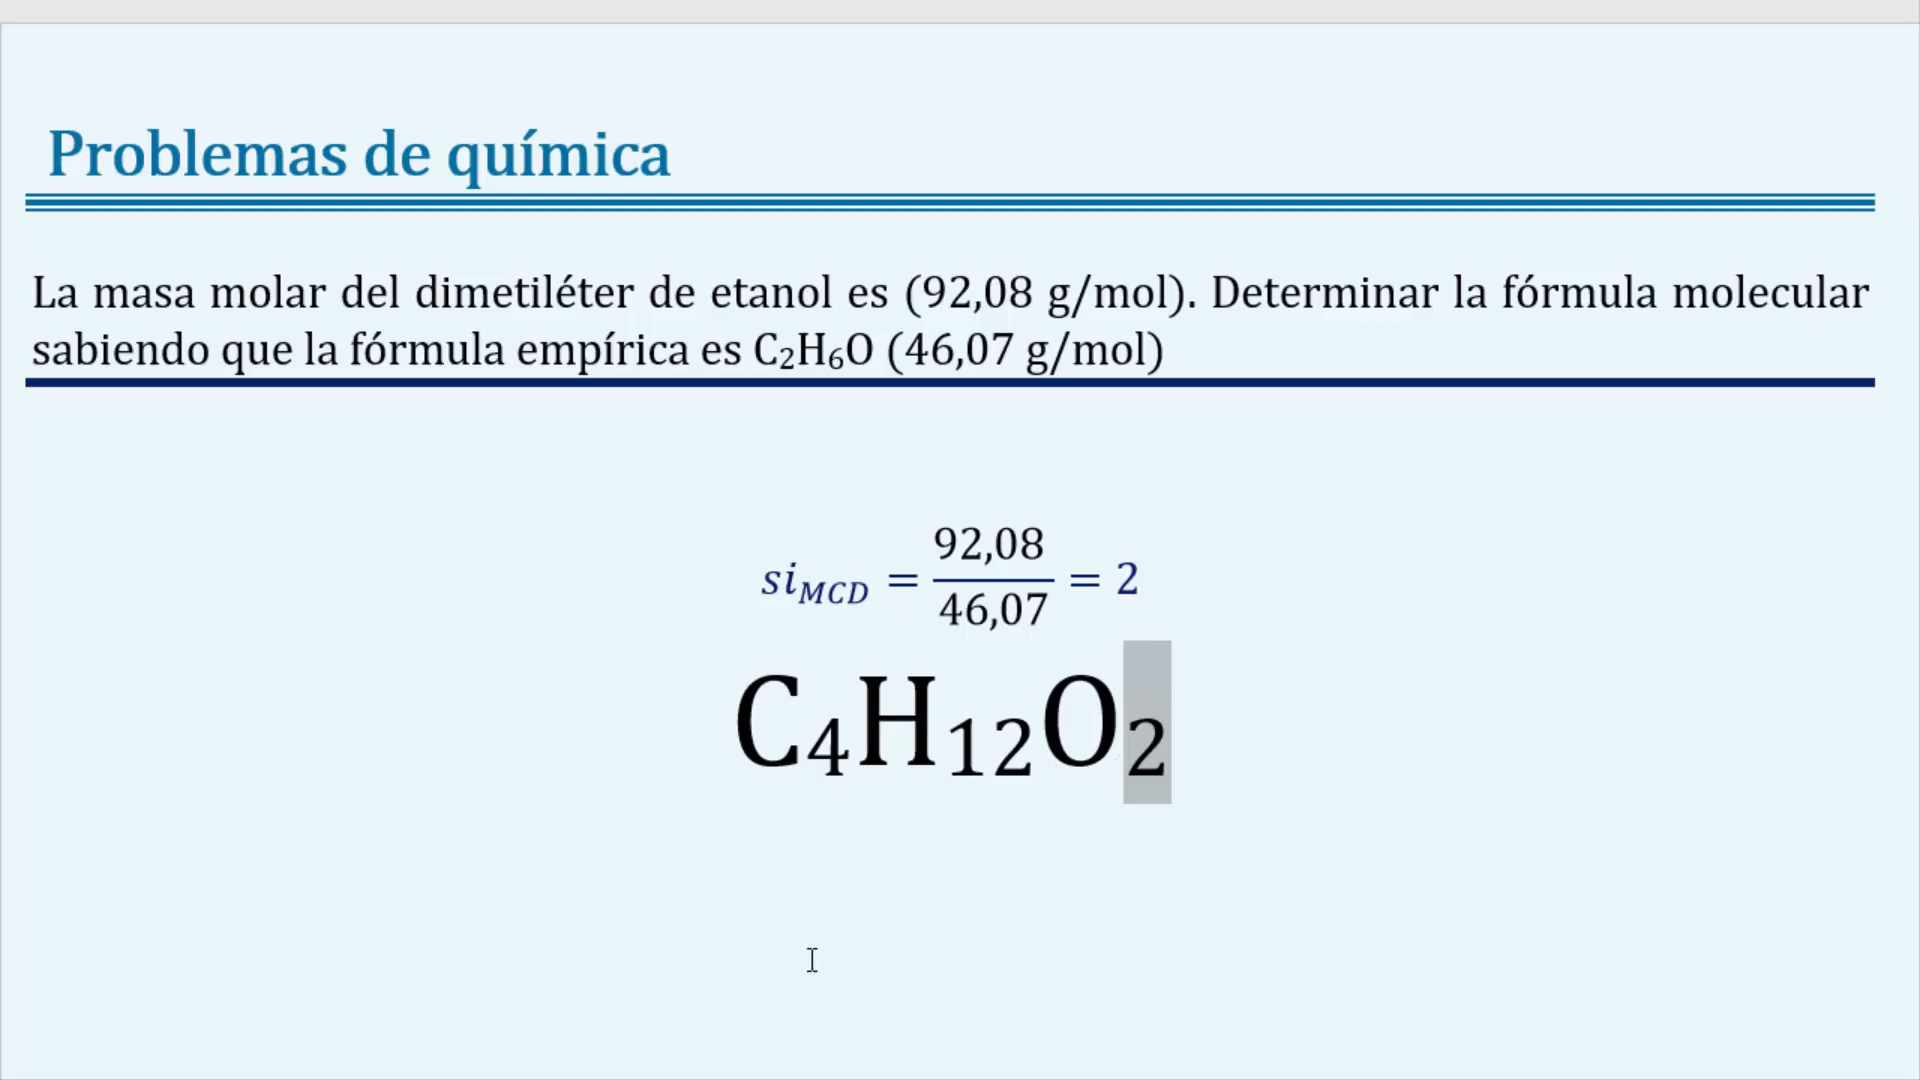 Problemas de química
La masa molar del dimetiléter de etanol es (92,08 g/mol). Determinar la fórmula molecular
sabiendo que la fórmula empírica es C₂H₆O (46,07 g/mol)
si_MCD = 92,08 / 46,07 = 2
C₄H₁₂O₂